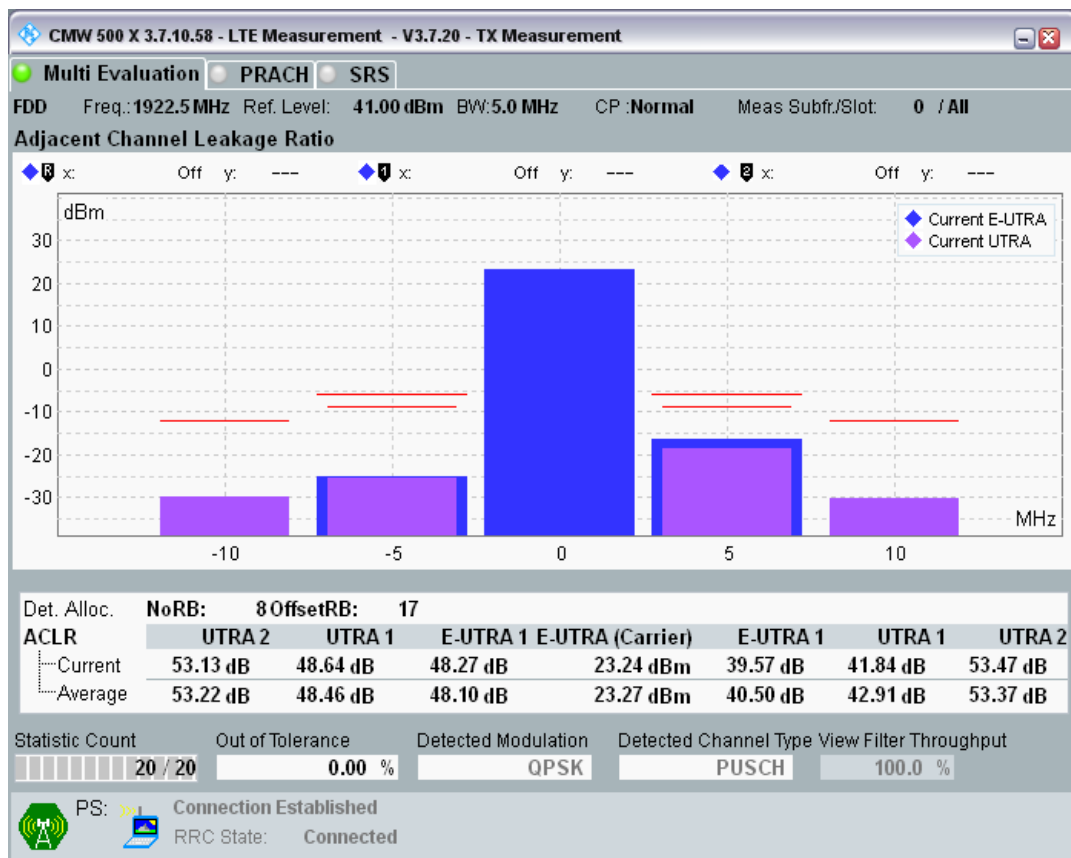 CMW 500 X 3.7.10.58 - LTE Measurement - V3.7.20 - TX Measurement
Multi Evaluation PRACH SRS
FDD Freq.: 1922.5 MHz Ref. Level: 41.00 dBm BW: 5.0 MHz CP : Normal Meas Subfr./Slot: 0 / All
Adjacent Channel Leakage Ratio
R x: Off y: --- 1 x: Off y: --- 2 x: Off y: ---
dBm
Current E-UTRA
Current UTRA
30
20
10
0
-10
-20
-30
MHz
-10 -5 0 5 10
Det. Alloc. NoRB: 8 OffsetRB: 17
ACLR UTRA 2 UTRA 1 E-UTRA 1 E-UTRA (Carrier) E-UTRA 1 UTRA 1 UTRA 2
Current 53.13 dB 48.64 dB 48.27 dB 23.24 dBm 39.57 dB 41.84 dB 53.47 dB
Average 53.22 dB 48.46 dB 48.10 dB 23.27 dBm 40.50 dB 42.91 dB 53.37 dB
Statistic Count Out of Tolerance Detected Modulation Detected Channel Type View Filter Throughput
20 / 20 0.00 % QPSK PUSCH 100.0 %
PS: Connection Established
RRC State: Connected